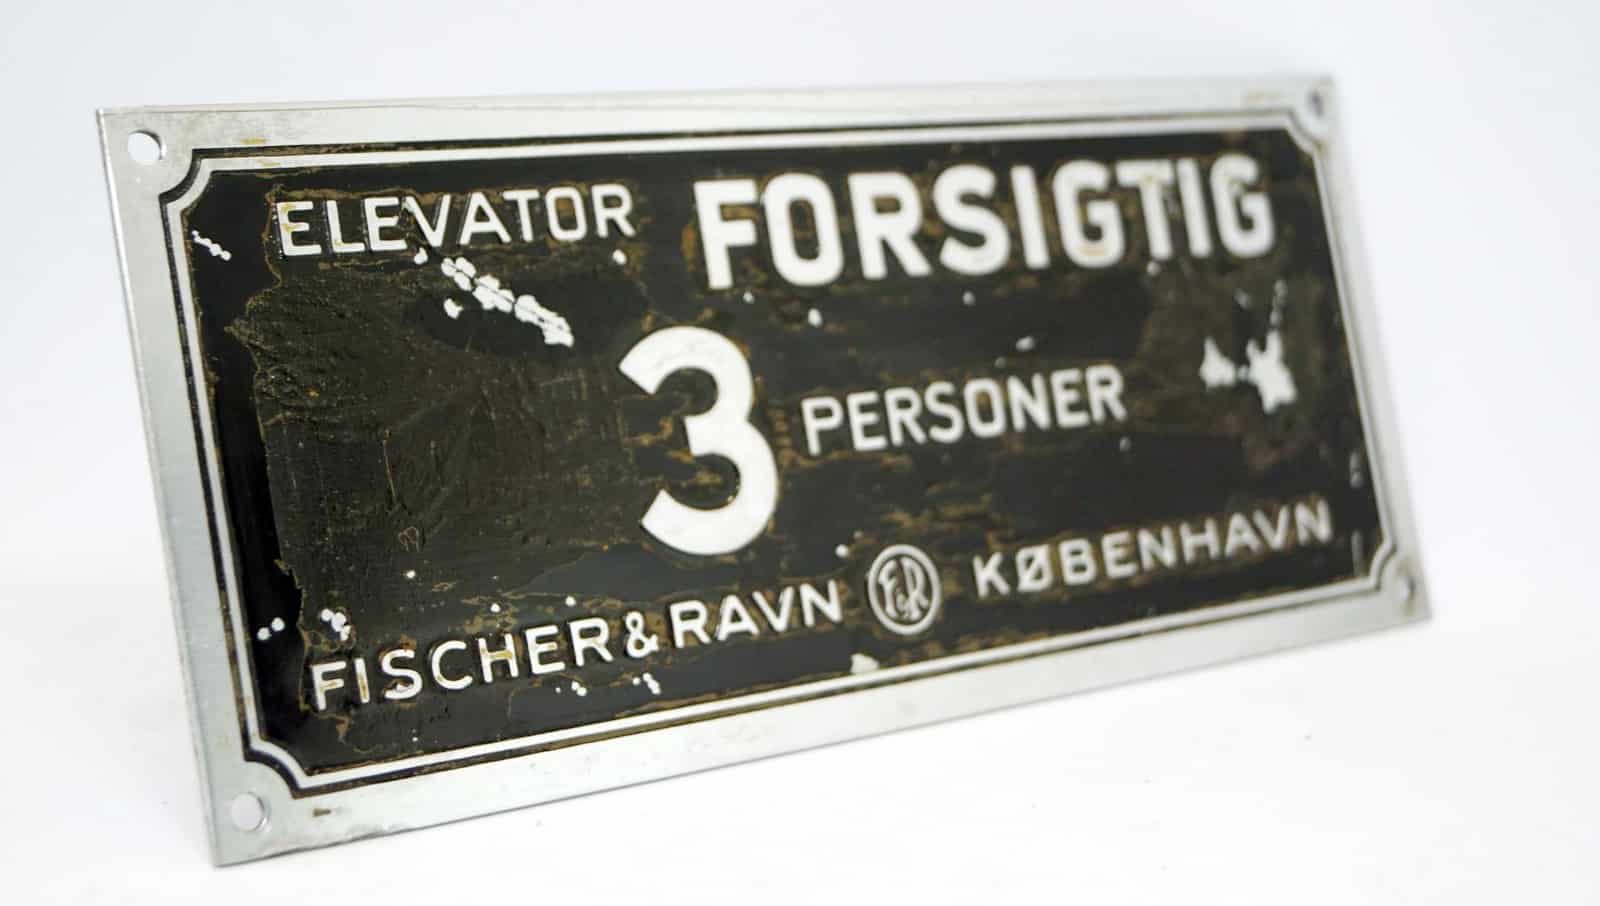 ELEVATOR FORSIGTIG
3 PERSONER
FISCHER & RAVN F&R KØBENHAVN